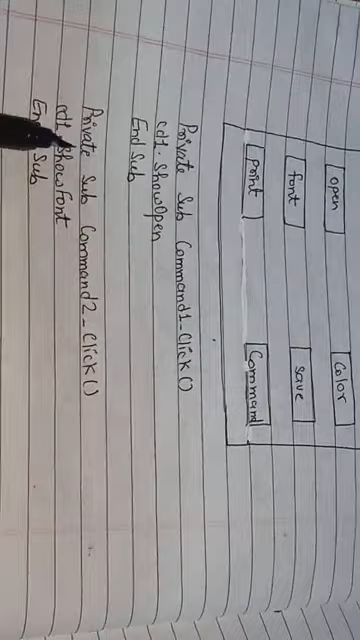 open
Color
font
save
print
Command
Private Sub Command1_Click()
cd1.ShowOpen
End Sub
Private Sub Command2_Click()
cd1.ShowFont
End Sub